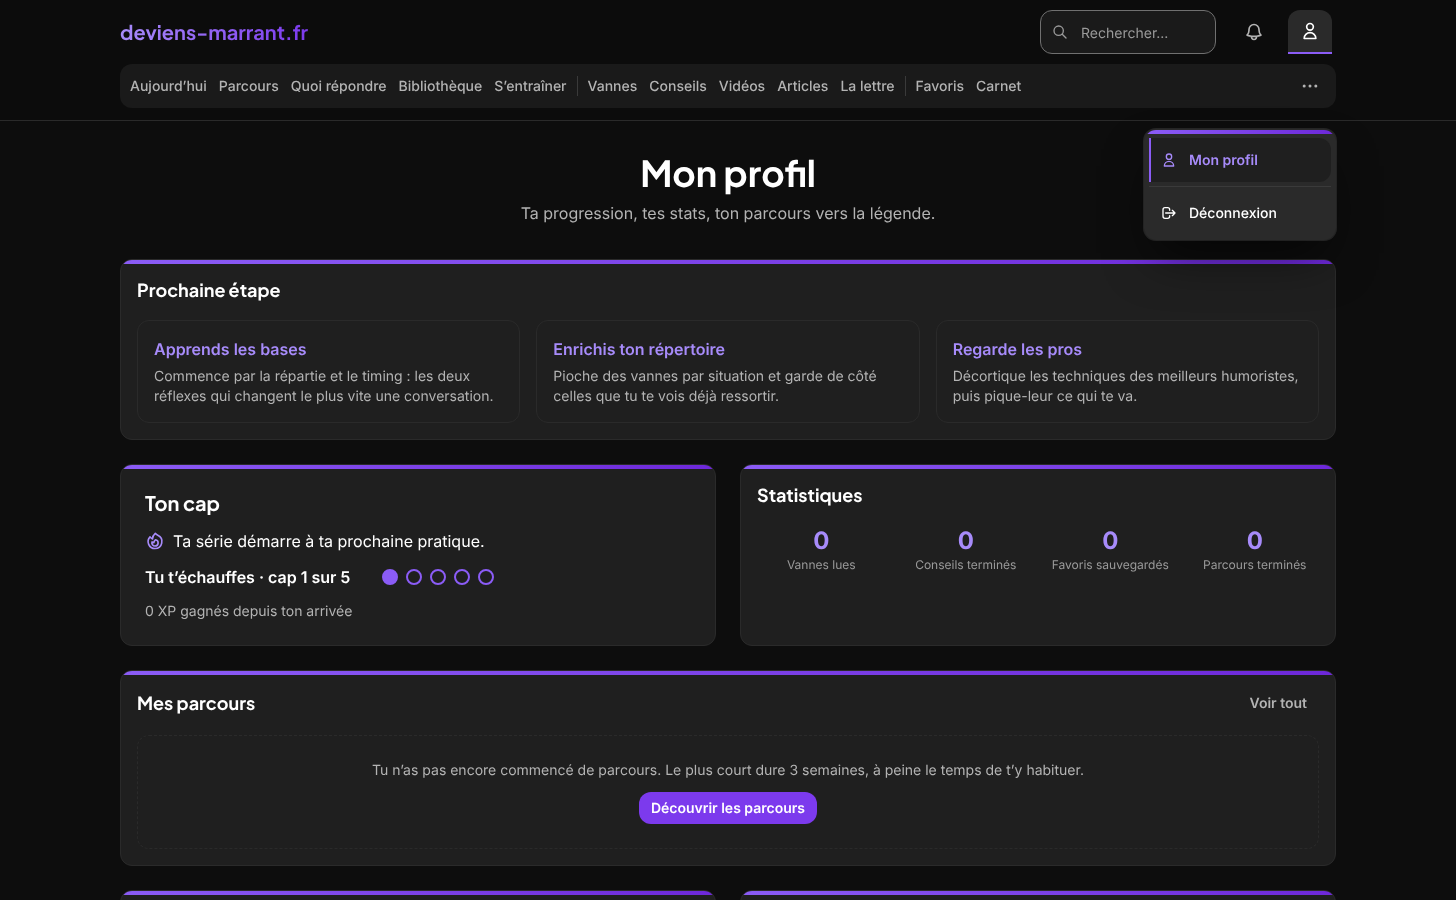 deviens-marrant.fr
Rechercher...
Aujourd’hui Parcours Quoi répondre Bibliothèque S’entraîner Vannes Conseils Vidéos Articles La lettre Favoris Carnet
Mon profil
Déconnexion
Mon profil
Ta progression, tes stats, ton parcours vers la légende.
Prochaine étape
Apprends les bases
Commence par la répartie et le timing : les deux
réflexes qui changent le plus vite une conversation.
Enrichis ton répertoire
Pioche des vannes par situation et garde de côté
celles que tu te vois déjà ressortir.
Regarde les pros
Décortique les techniques des meilleurs humoristes,
puis pique-leur ce qui te va.
Ton cap
Ta série démarre à ta prochaine pratique.
Tu t’échauffes · cap 1 sur 5
0 XP gagnés depuis ton arrivée
Statistiques
0 0 0 0
Vannes lues Conseils terminés Favoris sauvegardés Parcours terminés
Mes parcours
Voir tout
Tu n’as pas encore commencé de parcours. Le plus court dure 3 semaines, à peine le temps de t’y habituer.
Découvrir les parcours